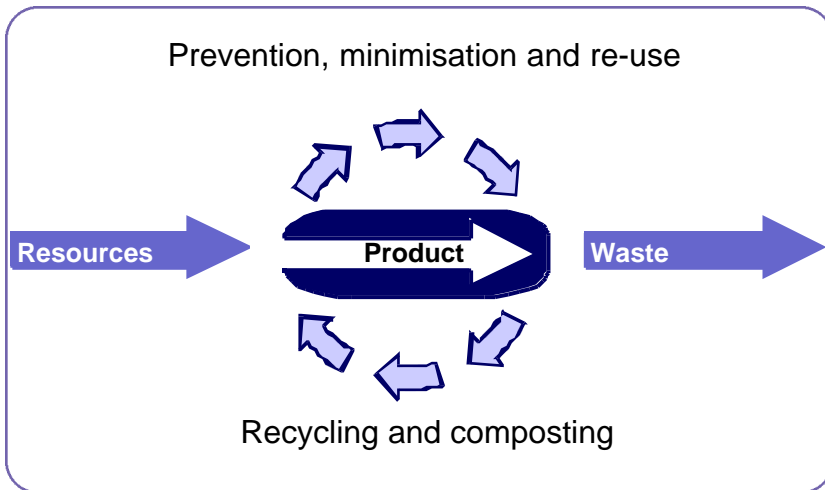 Prevention, minimisation and re-use
Resources
Product
Waste
Recycling and composting